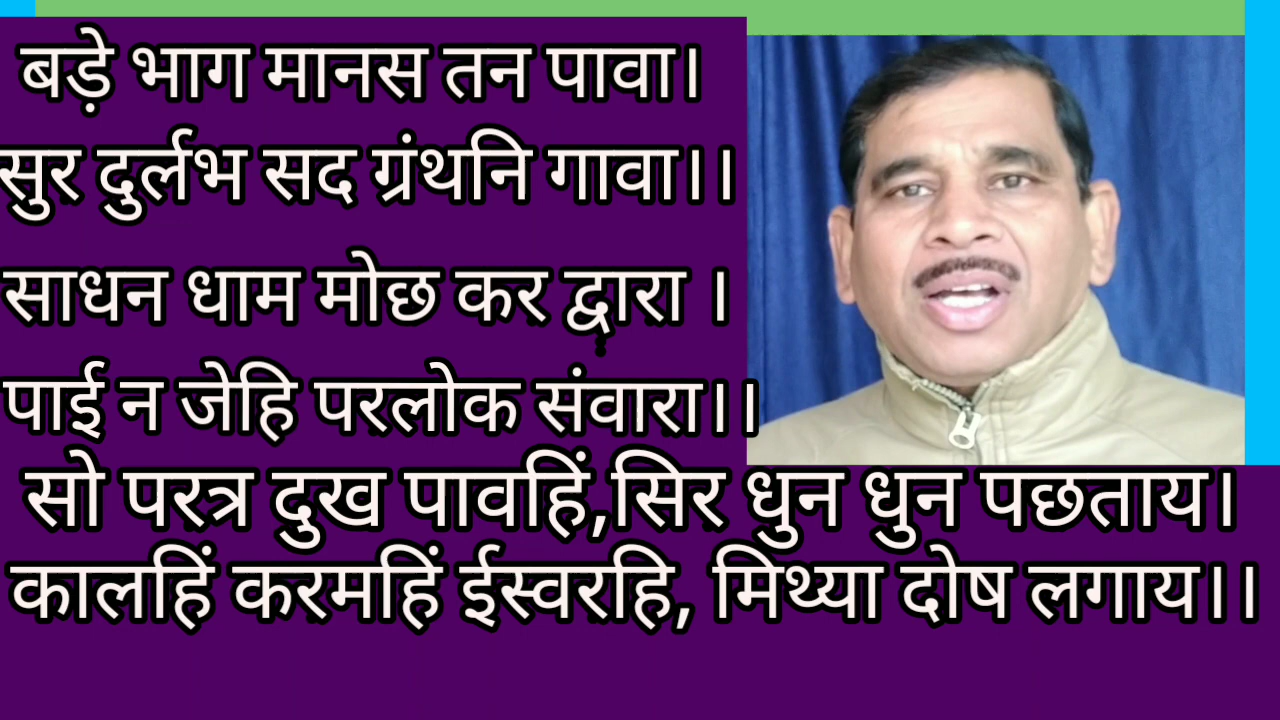 बड़े भाग मानस तन पावा।
सुर दुर्लभ सद ग्रंथनि गावा।।
साधन धाम मोछ कर द्वारा ।
पाई न जेहि परलोक संवारा।।
सो परत्र दुख पावहिं,सिर धुन धुन पछताय।
कालहिं करमहिं ईस्वरहि, मिथ्या दोष लगाय।।